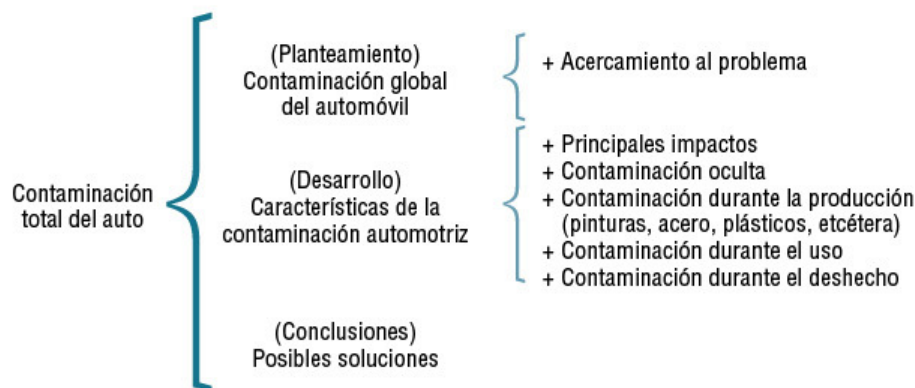 Contaminación
total del auto
(Planteamiento)
Contaminación global
del automóvil
+ Acercamiento al problema
(Desarrollo)
Características de la
contaminación automotriz
+ Principales impactos
+ Contaminación oculta
+ Contaminación durante la producción
(pinturas, acero, plásticos, etcétera)
+ Contaminación durante el uso
+ Contaminación durante el deshecho
(Conclusiones)
Posibles soluciones